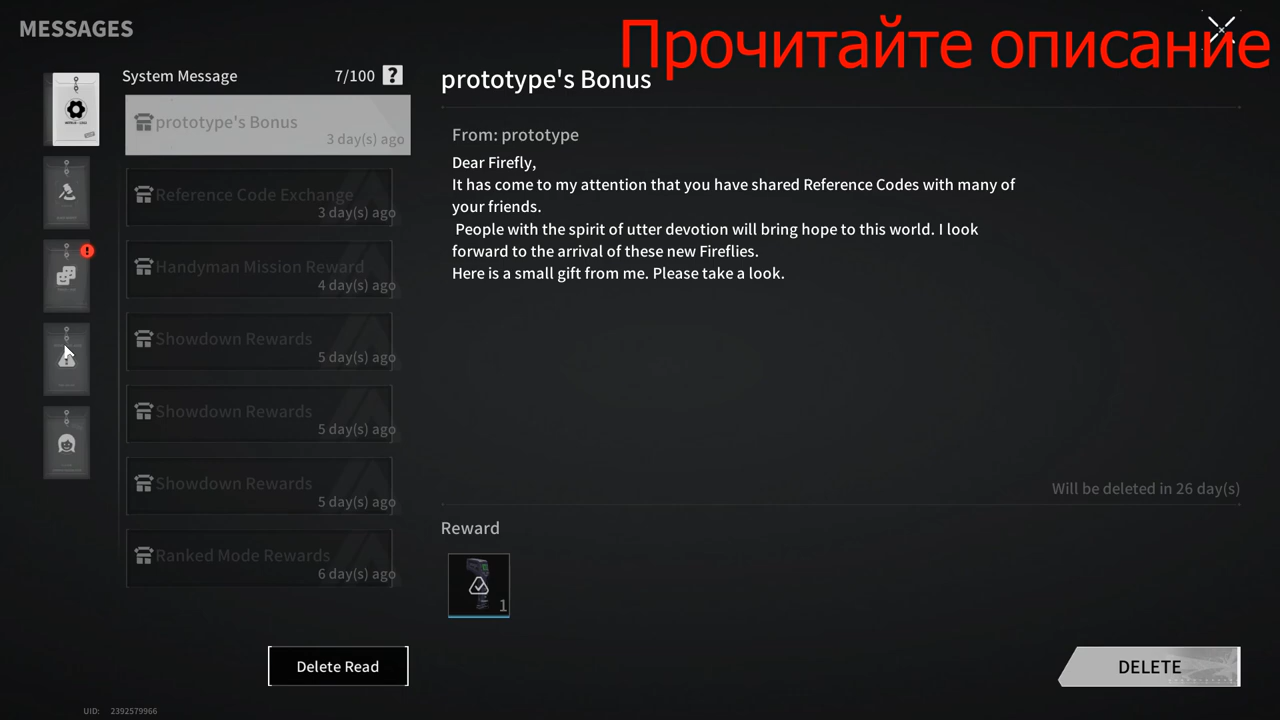 MESSAGES
Прочитайте описание
System Message
7/100
?
prototype's Bonus
3 day(s) ago
Reference Code Exchange
3 day(s) ago
Handyman Mission Reward
4 day(s) ago
Showdown Rewards
5 day(s) ago
Showdown Rewards
5 day(s) ago
Showdown Rewards
5 day(s) ago
Ranked Mode Rewards
6 day(s) ago
Delete Read
prototype's Bonus
From: prototype
Dear Firefly,
It has come to my attention that you have shared Reference Codes with many of
your friends.
People with the spirit of utter devotion will bring hope to this world. I look
forward to the arrival of these new Fireflies.
Here is a small gift from me. Please take a look.
Will be deleted in 26 day(s)
Reward
1
DELETE
UID: 2392579966